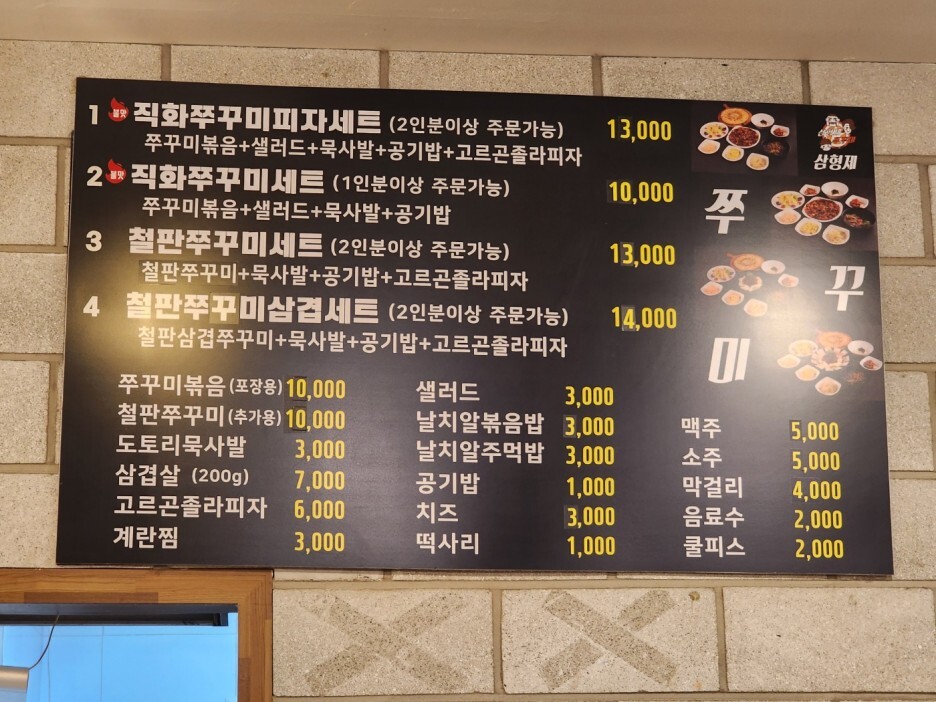 1 불맛 직화쭈꾸미피자세트 (2인분이상 주문가능) 13,000
쭈꾸미볶음+샐러드+묵사발+공기밥+고르곤졸라피자
2 불맛 직화쭈꾸미세트 (1인분이상 주문가능) 10,000
쭈꾸미볶음+샐러드+묵사발+공기밥
3 철판쭈꾸미세트 (2인분이상 주문가능) 13,000
철판쭈꾸미+묵사발+공기밥+고르곤졸라피자
4 철판쭈꾸미삼겹세트 (2인분이상 주문가능) 14,000
철판삼겹쭈꾸미+묵사발+공기밥+고르곤졸라피자
삼형제
쭈
꾸
미
쭈꾸미볶음 (포장용) 10,000
철판쭈꾸미 (추가용) 10,000
도토리묵사발 3,000
삼겹살 (200g) 7,000
고르곤졸라피자 6,000
계란찜 3,000
샐러드 3,000
날치알볶음밥 3,000
날치알주먹밥 3,000
공기밥 1,000
치즈 3,000
떡사리 1,000
맥주 5,000
소주 5,000
막걸리 4,000
음료수 2,000
쿨피스 2,000